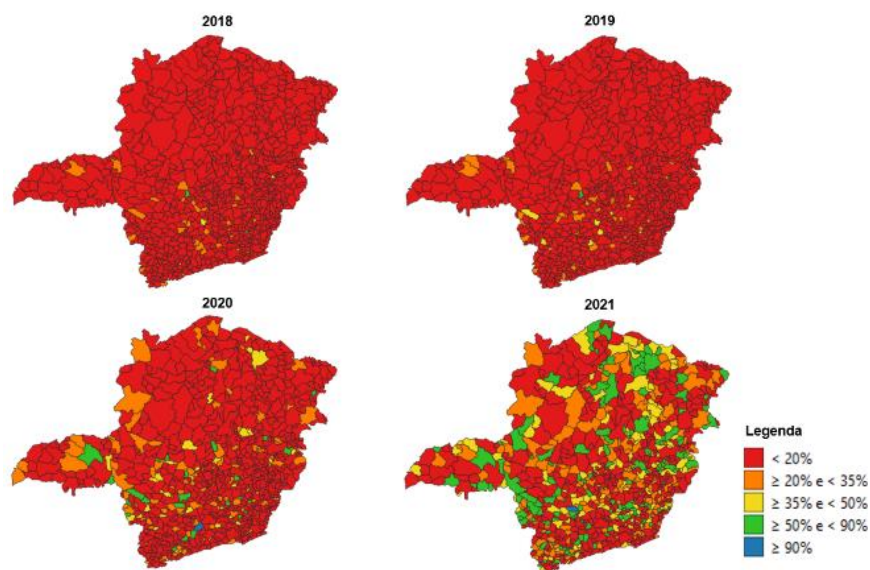 2018
2019
2020
2021
Legenda
< 20%
≥ 20% e < 35%
≥ 35% e < 50%
≥ 50% e < 90%
≥ 90%